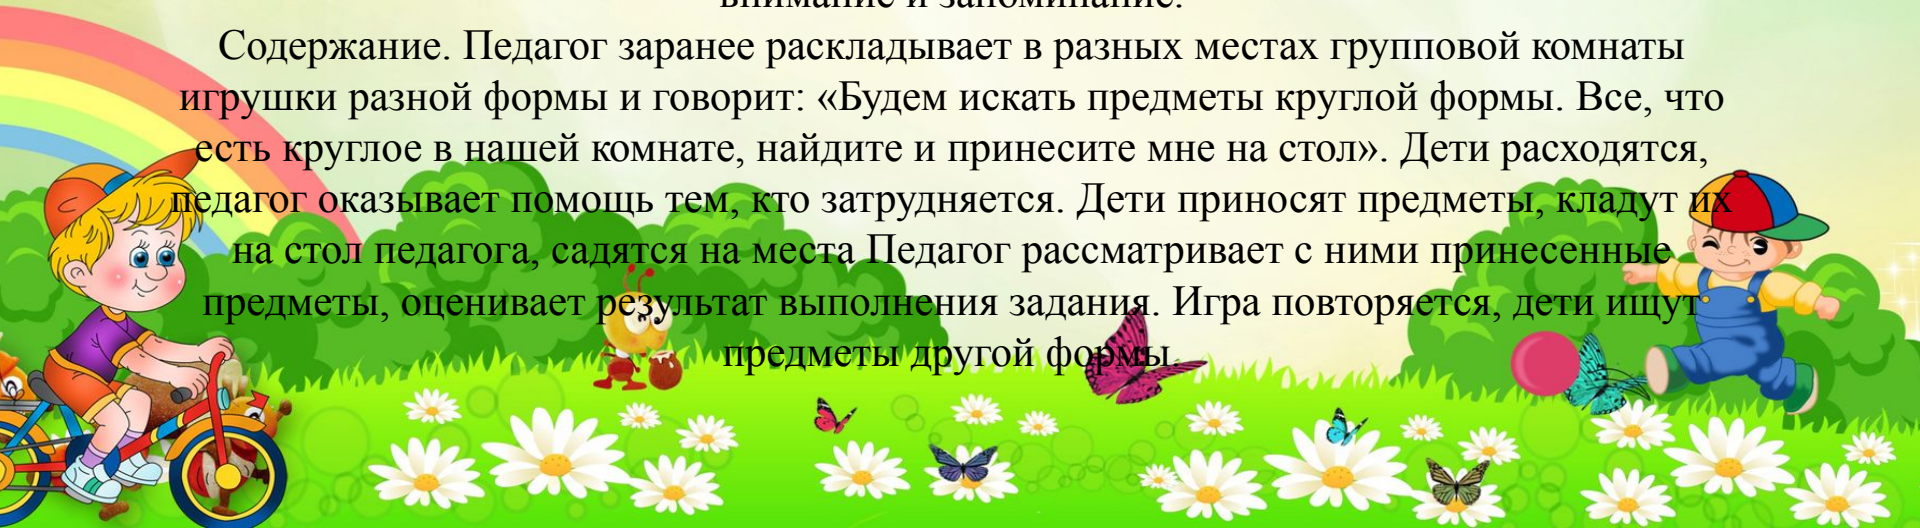 внимание и запоминание.
Содержание. Педагог заранее раскладывает в разных местах групповой комнаты
игрушки разной формы и говорит: «Будем искать предметы круглой формы. Все, что
есть круглое в нашей комнате, найдите и принесите мне на стол». Дети расходятся,
педагог оказывает помощь тем, кто затрудняется. Дети приносят предметы, кладут их
на стол педагога, садятся на места Педагог рассматривает с ними принесенные
предметы, оценивает результат выполнения задания. Игра повторяется, дети ищут
предметы другой формы.